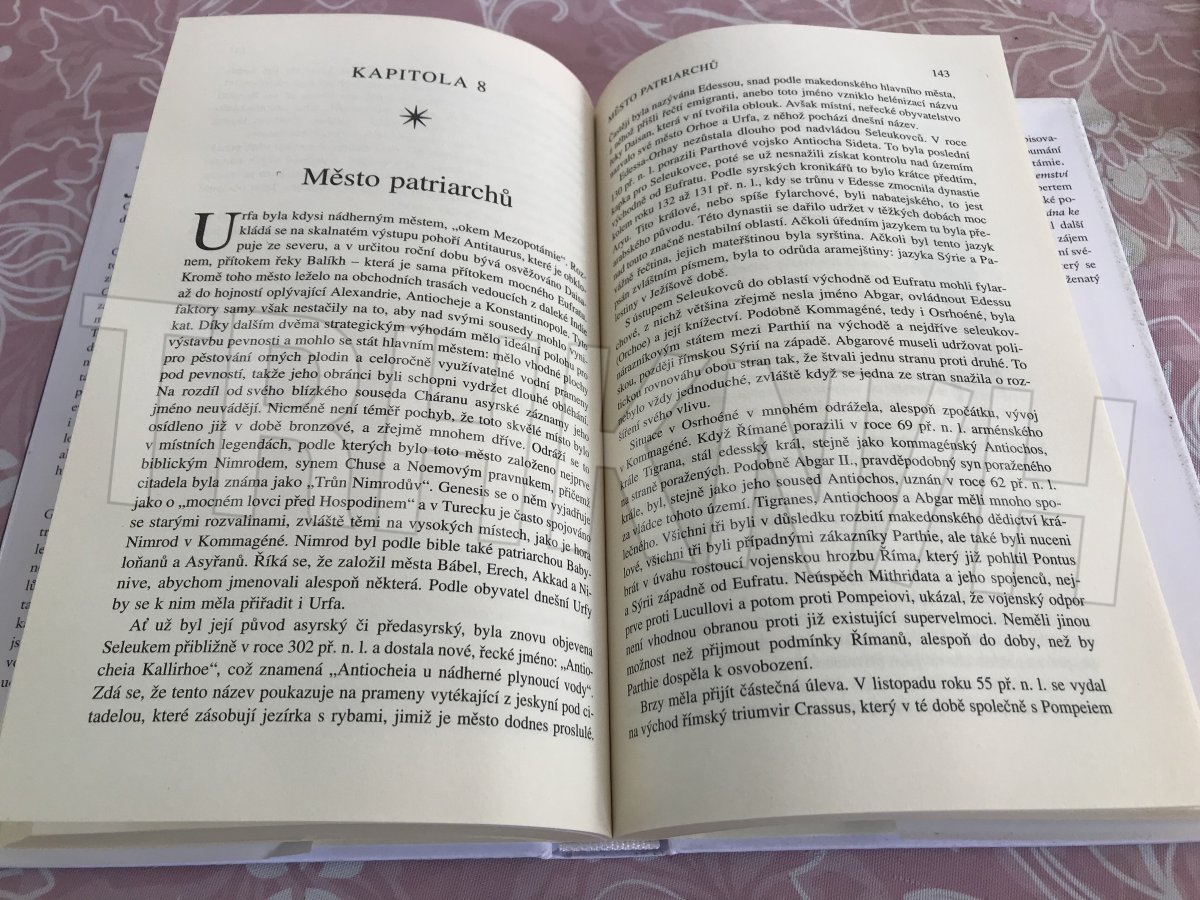 KAPITOLA 8
Město patriarchů
Urfa byla kdysi nádherným městem, „okem Mezopotámie“. Roz-
kládá se na skalnatém výstupu pohoří Antitaurus, které je obklo-
puje ze severu, a v určitou roční dobu bývá osvěžováno Daisa-
nem, přítokem řeky Balíkh – která je sama přítokem mocného Eufratu.
Kromě toho město leželo na obchodních trasách vedoucích z daleké Indie
až do hojností oplývající Alexandrie, Antiocheje a Konstantinopole. Tyto
faktory samy však nestačily na to, aby nad svými sousedy mohlo vyni-
kat. Díky dalším dvěma strategickým výhodám mělo ideální polohu pro
výstavbu pevnosti a mohlo se stát hlavním městem: mělo vhodné plochy
pro pěstování orných plodin a celoročně využitelné vodní prameny
pod pevností, takže jeho obránci byli schopni vydržet dlouhé obléhání.
Na rozdíl od svého blízkého souseda Cháranu asyrské záznamy jeho
jméno neuvádějí. Nicméně není téměř pochyb, že toto skvělé místo bylo
osídleno již v době bronzové, a zřejmě mnohem dříve. Odráží se to
v místních legendách, podle kterých bylo toto město založeno nejprve
biblickým Nimrodem, synem Chuse a Noemovým pravnukem, přičemž
citadela byla známa jako „Trůn Nimrodův“. Genesis se o něm vyjadřuje
jako o „mocném lovci před Hospodinem“ a v Turecku je často spojováno
se starými rozvalinami, zvláště těmi na vysokých místech, jako je hora
Nimrod v Kommagéné. Nimrod byl podle bible také patriarchou Baby-
loňanů a Asyřanů. Říká se, že založil města Bábel, Erech, Akkad a Ni-
nive, abychom jmenovali alespoň některá. Podle obyvatel dnešní Urfy
by se k nim měla přiřadit i Urfa.
Ať už byl její původ asyrský či předasyrský, byla znovu objevena
Seleukem přibližně v roce 302 př. n. l. a dostala nové, řecké jméno: „Antio-
cheia Kallirhoe“, což znamená „Antiocheia u nádherné plynoucí vody“.
Zdá se, že tento název poukazuje na prameny vytékající z jeskyní pod ci-
tadelou, které zásobují jezírka s rybami, jimiž je město dodnes proslulé.
MĚSTO PATRIARCHŮ 143
Častěji byla nazývána Edessou, snad podle makedonského hlavního města,
z něhož přišli řečtí emigranti, anebo toto jméno vzniklo helénizací názvu
řeky Daisan, která v ní tvořila oblouk. Avšak místní, neřecké obyvatelstvo
nazvalo své město Orhoe a Urfa, z něhož pochází dnešní název.
Edessa-Orhay nezůstala dlouho pod nadvládou Seleukovců. V roce
130 př. n. l. porazili Parthové vojsko Antiocha Sideta. To byla poslední
kapka pro Seleukovce, poté se už nesnažili získat kontrolu nad územím
východně od Eufratu. Podle syrských kronikářů to bylo krátce předtím,
kolem roku 132 až 131 př. n. l., kdy se trůnu v Edesse zmocnila dynastie
Aryu. Tito králové, nebo spíše fylarchové, byli nabatejského, to jest
arabského původu. Této dynastii se dařilo udržet v těžkých dobách moc
nad touto značně nestabilní oblastí. Ačkoli úředním jazykem tu byla pře-
vážně řečtina, jejich mateřštinou byla syrština. Ačkoli byl tento jazyk
psán zvláštním písmem, byla to odrůda aramejštiny: jazyka Sýrie a Pa-
lestiny v Ježíšově době.
S ústupem Seleukovců do oblastí východně od Eufratu mohli fylar-
chové, z nichž většina zřejmě nesla jméno Abgar, ovládnout Edessu
(Orchoe) a její knížectví. Podobně Kommagéné, tedy i Osrhoéné, byla
nárazníkovým státem mezi Parthií na východě a nejdříve seleukov-
skou, později římskou Sýrií na západě. Abgarové museli udržovat poli-
tickou rovnováhu obou stran tak, že štvali jednu stranu proti druhé. To
nebylo vždy jednoduché, zvláště když se jedna ze stran snažila o roz-
šíření svého vlivu.
Situace v Osrhoéné v mnohém odrážela, alespoň zpočátku, vývoj
v Kommagéné. Když Římané porazili v roce 69 př. n. l. arménského
krále Tigrana, stál edesský král, stejně jako kommagénský Antiochos,
na straně poražených. Podobně Abgar II., pravděpodobný syn poraženého
krále, byl, stejně jako jeho soused Antiochos, uznán v roce 62 př. n. l.
za vládce tohoto území. Tigranes, Antiochoos a Abgar měli mnoho spo-
lečného. Všichni tři byli v důsledku rozbití makedonského dědictví krá-
lové, všichni tři byli případnými zákazníky Parthie, ale také byli nuceni
brát v úvahu rostoucí vojenskou hrozbu Říma, který již pohltil Pontus
a Sýrii západně od Eufratu. Neúspěch Mithridata a jeho spojenců, nej-
prve proti Lucullovi a potom proti Pompeiovi, ukázal, že vojenský odpor
není vhodnou obranou proti již existující supervelmoci. Neměli jinou
možnost než přijmout podmínky Římanů, alespoň do doby, než by
Parthie dospěla k osvobození.
Brzy měla přijít částečná úleva. V listopadu roku 55 př. n. l. se vydal
na východ římský triumvir Crassus, který v té době společně s Pompeiem
TRHKNIH